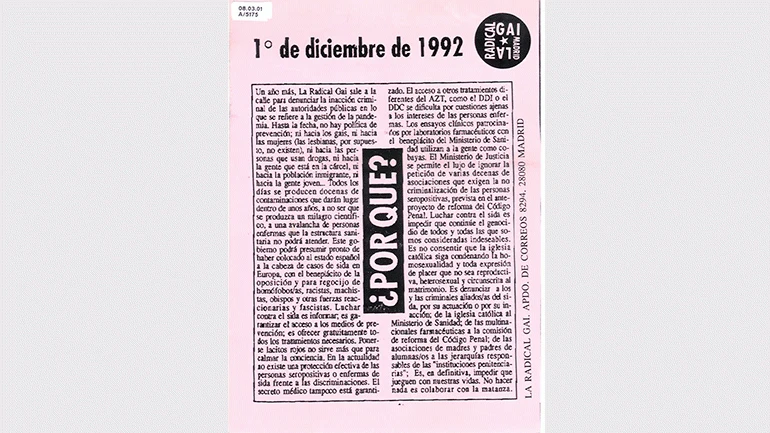 08.03.01
A/5175
1º de diciembre de 1992
RADICAL
GAI
LA
MADRID
Un año más, La Radical Gai sale a la
calle para denunciar la inacción crimi-
nal de las autoridades públicas en lo
que se refiere a la gestión de la pande-
mia. Hasta la fecha, no hay política de
prevención; ni hacia los gais, ni hacia
las mujeres (las lesbianas, por supues-
to, no existen), ni hacia las per-
sonas que usan drogas, ni hacia
la gente que está en la cárcel, ni
hacia la población inmigrante, ni
hacia la gente joven... Todos los
días se producen docenas de
contaminaciones que darán lugar
dentro de unos años, a no ser que
se produzca un milagro científi-
co, a una avalancha de personas
enfermas que la estructura sani-
taria no podrá atender. Este go-
bierno podrá presumir pronto de
haber colocado al estado español
a la cabeza de casos de sida en
Europa, con el beneplácito de la
oposición y para regocijo de
homófobos/as, racistas, machis-
tas, obispos y otras fuerzas reac-
cionarias y fascistas. Luchar
contra el sida es informar; es ga-
rantizar el acceso a los medios de pre-
vención; es ofrecer gratuitamente to-
dos los tratamientos necesarios. Poner-
se lacitos rojos no sirve más que para
calmar la conciencia. En la actualidad
no existe una protección efectiva de las
personas seropositivas o enfermas de
sida frente a las discriminaciones. El
secreto médico tampoco está garanti-
¿POR QUE?
zado. El acceso a otros tratamientos di-
ferentes del AZT, como el DDI o el
DDC se dificulta por cuestiones ajenas
a los intereses de las personas enfer-
mas. Los ensayos clínicos patrocina-
dos por laboratorios farmacéuticos con
el beneplácito del Ministerio de Sani-
dad utilizan a la gente como co-
bayas. El Ministerio de Justicia
se permite el lujo de ignorar la
petición de varias decenas de
asociaciones que exigen la no
criminalización de las personas
seropositivas, prevista en el ante-
proyecto de reforma del Código
Penal. Luchar contra el sida es
impedir que continúe el genoci-
dio de todos y todas las que so-
mos consideradas indeseables.
Es no consentir que la iglesia
católica siga condenando la ho-
mosexualidad y toda expresión
de placer que no sea reproducti-
va, heterosexual y circunscrita al
matrimonio. Es denunciar a los
y las criminales aliados/as del si-
da, por su actuación o por su in-
acción; de la iglesia católica al
Ministerio de Sanidad; de las multina-
cionales farmacéuticas a la comisión
de reforma del Código Penal; de las
asociaciones de madres y padres de
alumnas/os a las jerarquías respon-
sables de las "instituciones penitencia-
rias"; Es, en definitiva, impedir que
jueguen con nuestras vidas. No hacer
nada es colaborar con la matanza.
LA RADICAL GAI. APDO. DE CORREOS 8294, 28080 MADRID